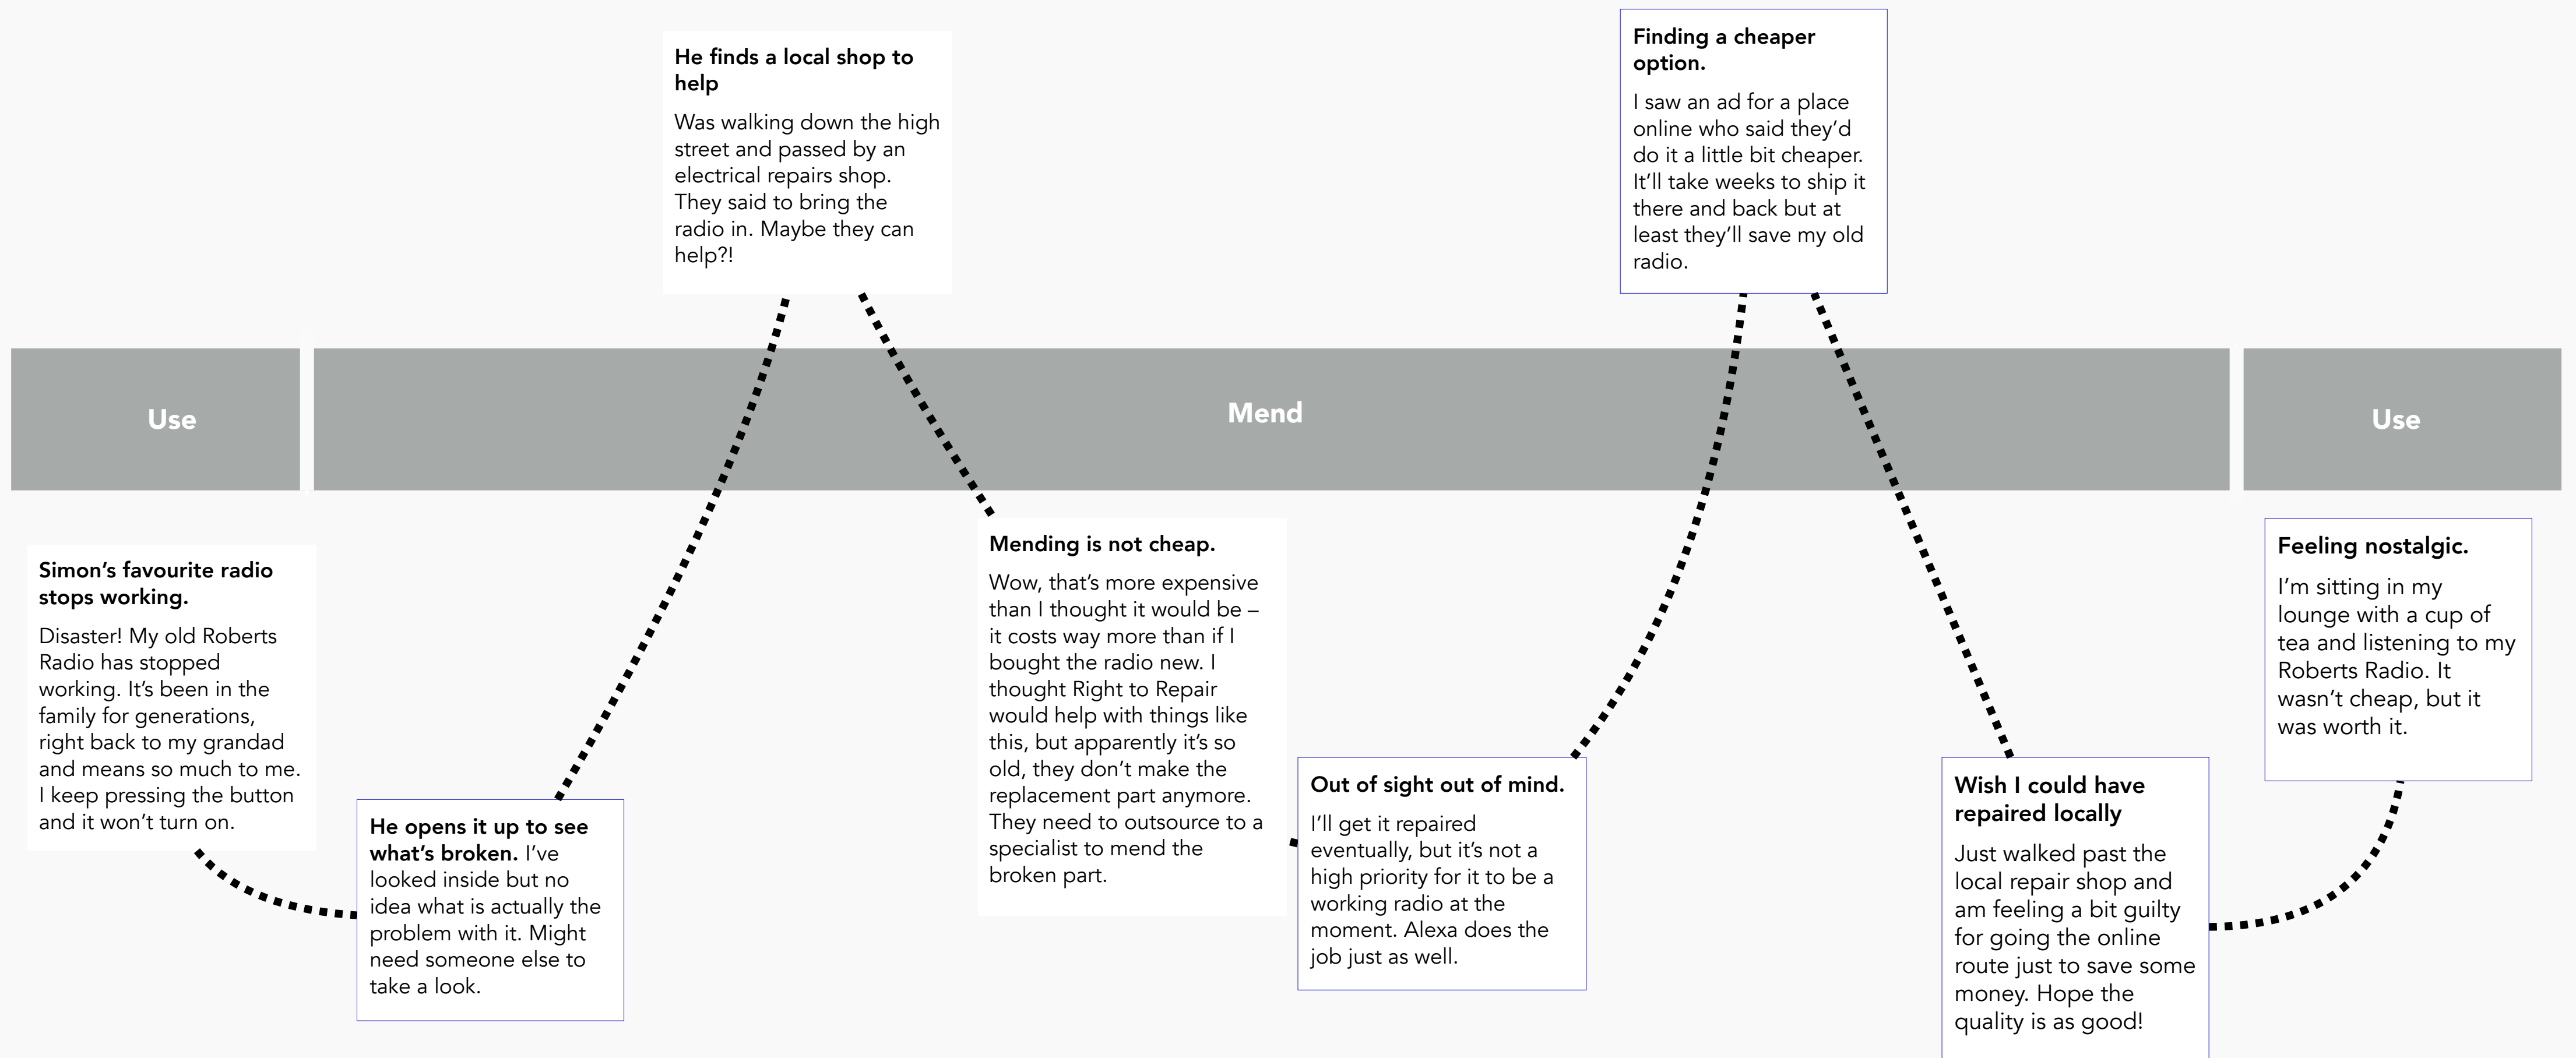 He finds a local shop to
help
Was walking down the high
street and passed by an
electrical repairs shop.
They said to bring the
radio in. Maybe they can
help?!
Finding a cheaper
option.
I saw an ad for a place
online who said they’d
do it a little bit cheaper.
It’ll take weeks to ship it
there and back but at
least they’ll save my old
radio.
Use
Mend
Use
Simon’s favourite radio
stops working.
Disaster! My old Roberts
Radio has stopped
working. It’s been in the
family for generations,
right back to my grandad
and means so much to me.
I keep pressing the button
and it won’t turn on.
He opens it up to see
what’s broken. I’ve
looked inside but no
idea what is actually the
problem with it. Might
need someone else to
take a look.
Mending is not cheap.
Wow, that’s more expensive
than I thought it would be –
it costs way more than if I
bought the radio new. I
thought Right to Repair
would help with things like
this, but apparently it’s so
old, they don’t make the
replacement part anymore.
They need to outsource to a
specialist to mend the
broken part.
Out of sight out of mind.
I’ll get it repaired
eventually, but it’s not a
high priority for it to be a
working radio at the
moment. Alexa does the
job just as well.
Wish I could have
repaired locally
Just walked past the
local repair shop and
am feeling a bit guilty
for going the online
route just to save some
money. Hope the
quality is as good!
Feeling nostalgic.
I’m sitting in my
lounge with a cup of
tea and listening to my
Roberts Radio. It
wasn’t cheap, but it
was worth it.